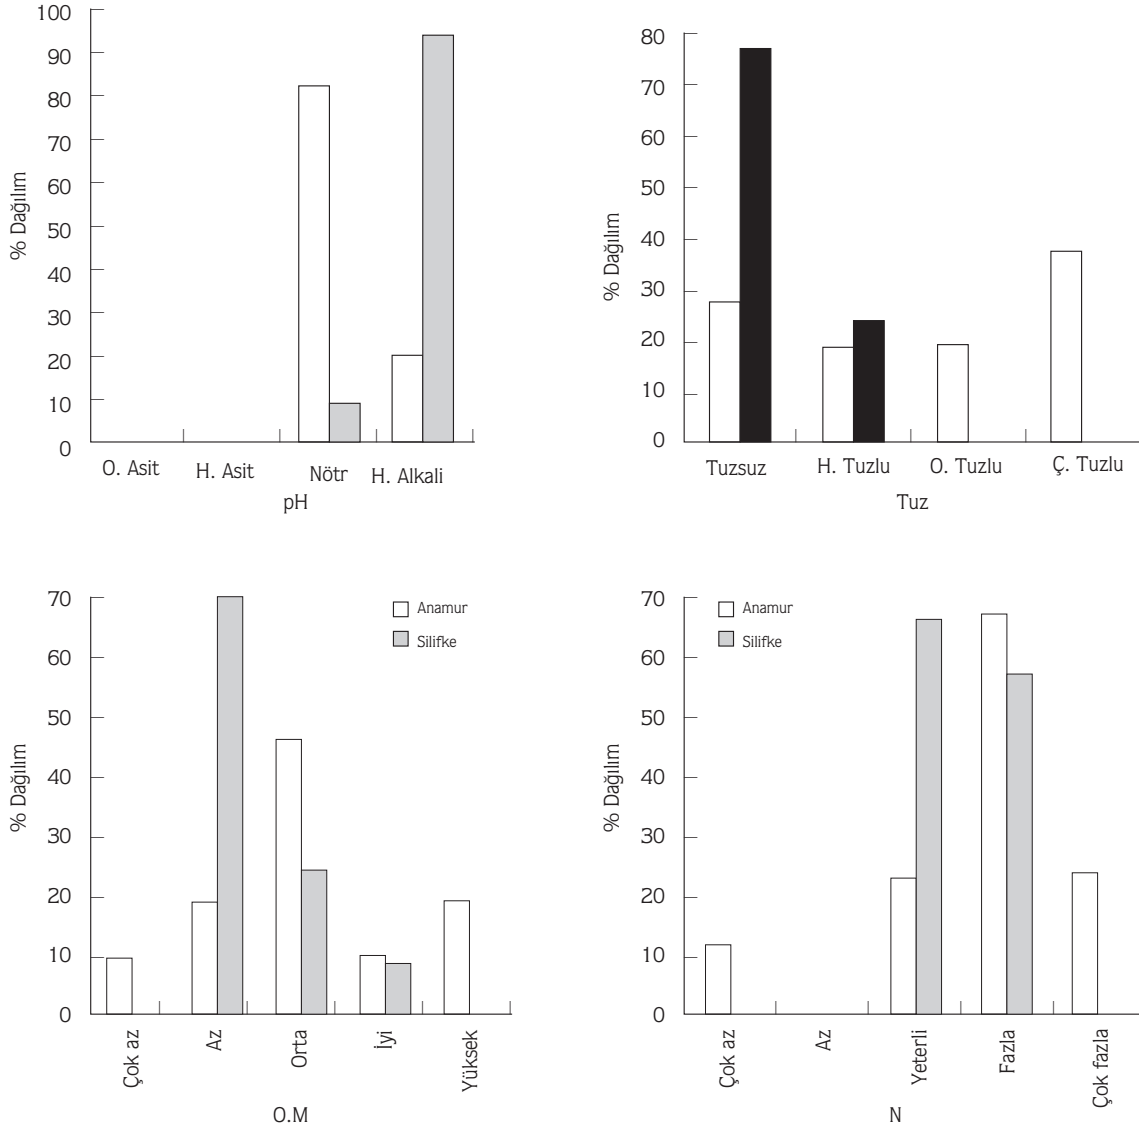 100
90
80
70
60
50
40
30
20
10
0
% Dağılım
O. Asit
H. Asit
Nötr
H. Alkali
pH
80
70
60
50
40
30
20
10
0
% Dağılım
Tuzsuz
H. Tuzlu
O. Tuzlu
Ç. Tuzlu
Tuz
70
60
50
40
30
20
10
0
% Dağılım
Anamur
Silifke
Çok az
Az
Orta
İyi
Yüksek
O.M
70
60
50
40
30
20
10
0
% Dağılım
Anamur
Silifke
Çok az
Az
Yeterli
Fazla
Çok fazla
N